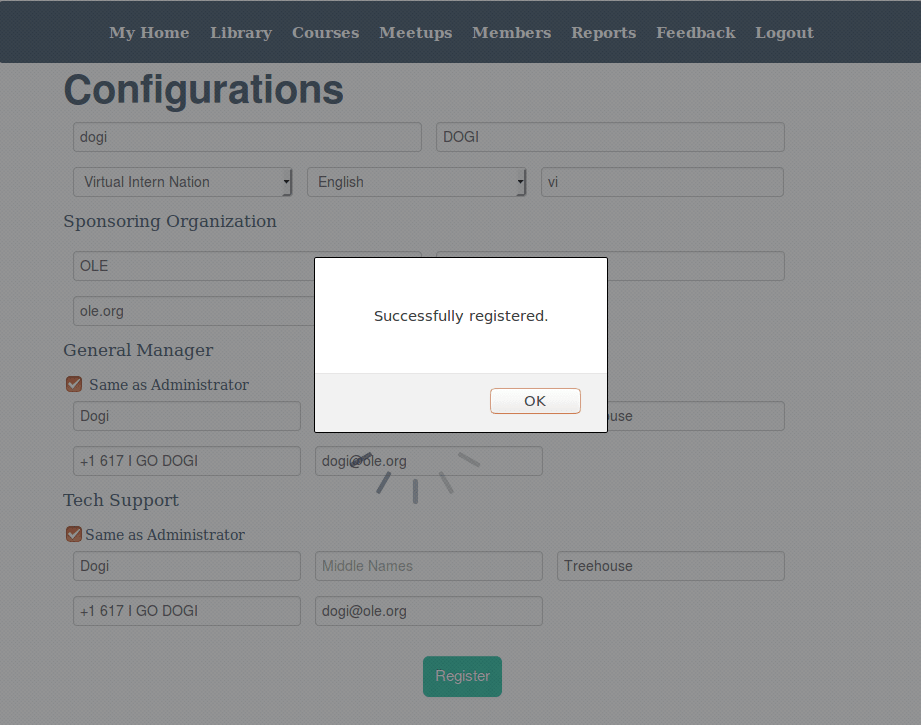 My Home Library Courses Meetups Members Reports Feedback Logout
Configurations
dogi DOGI
Virtual Intern Nation English vi
Sponsoring Organization
OLE
ole.org
Successfully registered.
OK
General Manager
Same as Administrator
Dogi
+1 617 I GO DOGI dogi@ole.org
Tech Support
Same as Administrator
Dogi Middle Names Treehouse
+1 617 I GO DOGI dogi@ole.org
Register